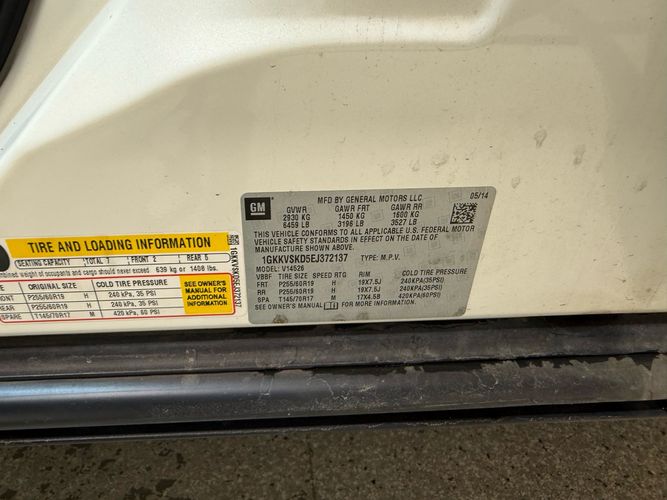 GM
MFD BY GENERAL MOTORS LLC
05/14
GVWR GAWR FRT GAWR RR
2930 KG 1450 KG 1600 KG
6459 LB 3196 LB 3527 LB
THIS VEHICLE CONFORMS TO ALL APPLICABLE U.S. FEDERAL MOTOR
VEHICLE SAFETY STANDARDS IN EFFECT ON THE DATE OF
MANUFACTURE SHOWN ABOVE.
1GKKVSKD5EJ372137 TYPE: M.P.V.
MODEL: V14526
VBBF TIRE SIZE SPEED RTG RIM COLD TIRE PRESSURE
FRT P255/60R19 H 19X7.5J 240KPA(35PSI)
RR P255/60R19 H 19X7.5J 240KPA(35PSI)
SPA T145/70R17 M 17X4.5B 420KPA(60PSI)
SEE OWNER'S MANUAL FOR MORE INFORMATION.
TIRE AND LOADING INFORMATION
SEATING CAPACITY TOTAL 7 FRONT 2 REAR 5
combined weight of occupants and cargo should never exceed 639 kg or 1408 lbs.
ORIGINAL SIZE COLD TIRE PRESSURE
FRONT P255/60R19 H 240 kPa, 35 PSI
REAR P255/60R19 H 240 kPa, 35 PSI
SPARE T145/70R17 M 420 kPa, 60 PSI
SEE OWNER'S
MANUAL FOR
ADDITIONAL
INFORMATION
1GKKVSKD5EJ372137